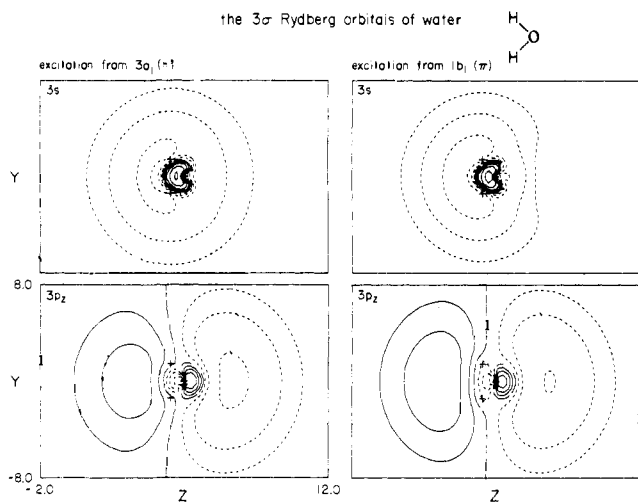 the 3σ Rydberg orbitals of water
H
O
H
excitation from 3a₁ (n)
excitation from 1b₁ (π)
3s
3s
Y
8.0
3pz
3pz
Y
-8.0
-12.0
Z
12.0
Z